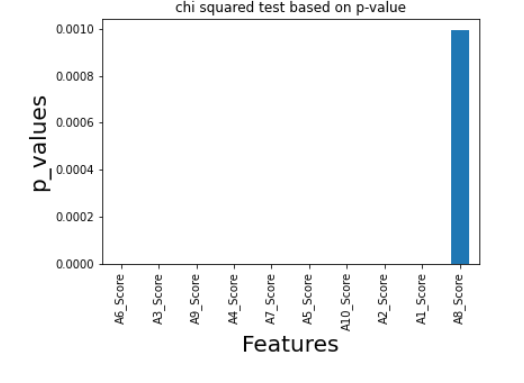 chi squared test based on p-value
p_values
0.0010
0.0008
0.0006
0.0004
0.0002
0.0000
A6_Score
A3_Score
A9_Score
A4_Score
A7_Score
A5_Score
A10_Score
A2_Score
A1_Score
A8_Score
Features